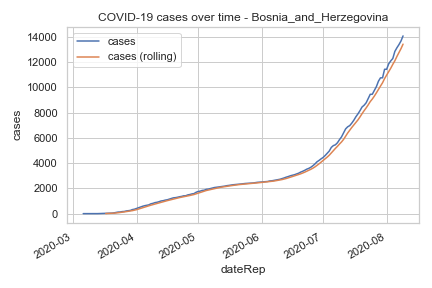 COVID-19 cases over time - Bosnia_and_Herzegovina
cases
cases (rolling)
14000
12000
10000
8000
6000
4000
2000
0
cases
2020-03
2020-04
2020-05
2020-06
2020-07
2020-08
dateRep